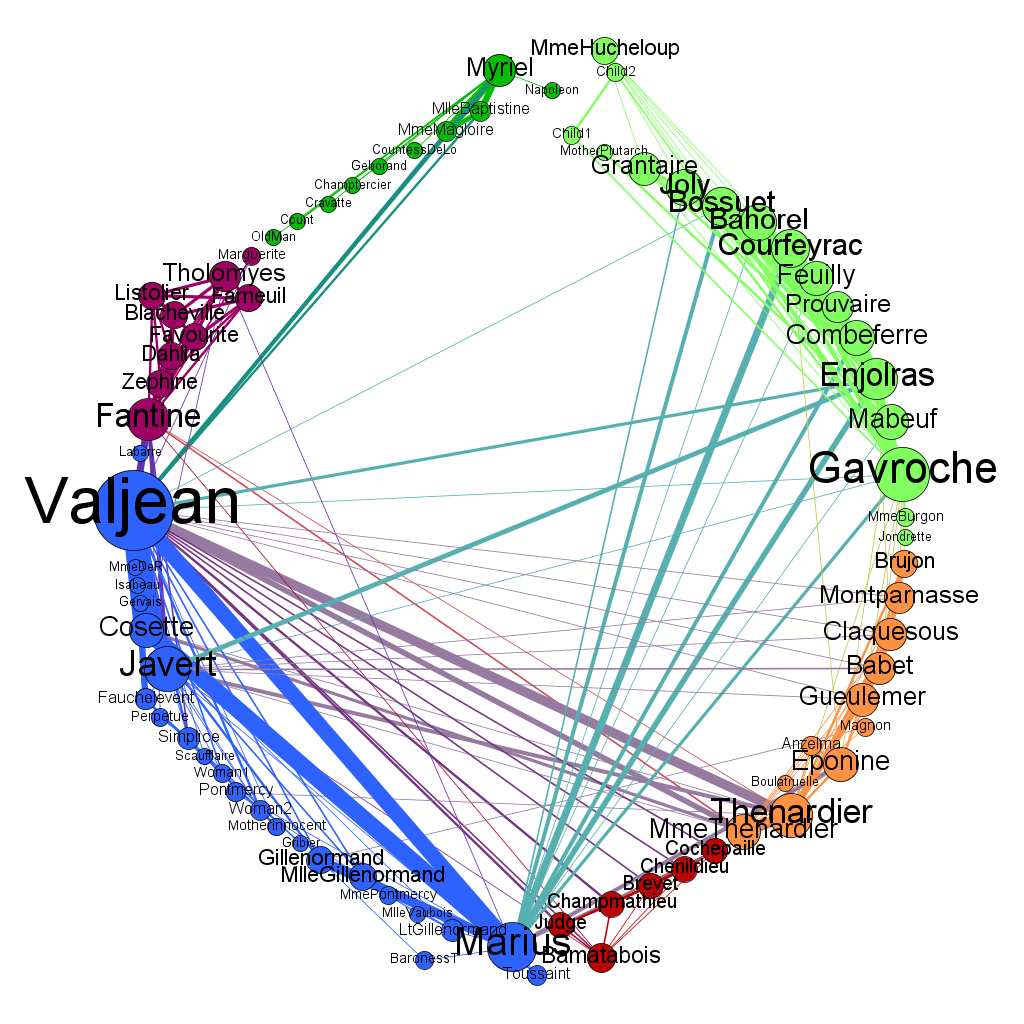 MmeHucheloup
Myriel
Child2
Napoleon
MlleBaptistine
MmeMagloire
Child1
CountessDeLo
MotherPlutarch
Geborand
Grantaire
Champtercier
Joly
Cravatte
Bossuet
Count
Bahorel
OldMan
Courfeyrac
Marguerite
Tholomyes
Feuilly
Listolier
Fameuil
Prouvaire
Blacheville
Favourite
Combeferre
Dahlia
Zephine
Enjolras
Fantine
Mabeuf
Labarre
Gavroche
Valjean
MmeBurgon
Jondrette
MmeDeR
Brujon
Isabeau
Montparnasse
Gervais
Cosette
Claquesous
Javert
Babet
Fauchelevent
Gueulemer
Perpetue
Magnon
Simplice
Anzelma
Scaufflaire
Eponine
Woman1
Boulatruelle
Pontmercy
Woman2
Thenardier
MotherInnocent
MmeThenardier
Gribier
Cochepaille
Gillenormand
Chenildieu
MlleGillenormand
Brevet
MmePontmercy
Champmathieu
MlleVaubois
Judge
LtGillenormand
Marius
Bamatabois
Baroness1
Toussaint